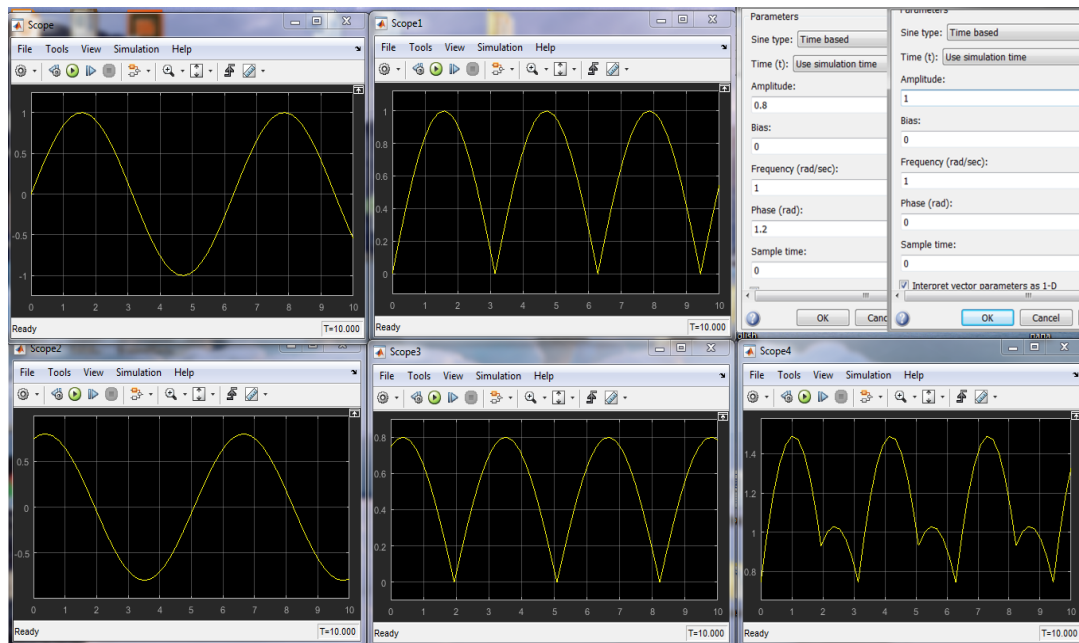 Scope
File Tools View Simulation Help
1
0.5
0
-0.5
-1
0 1 2 3 4 5 6 7 8 9 10
Ready T=10.000
Scope1
File Tools View Simulation Help
1
0.8
0.6
0.4
0.2
0
0 1 2 3 4 5 6 7 8 9 10
Ready T=10.000
Parameters
Sine type: Time based
Time (t): Use simulation time
Amplitude:
0.8
Bias:
0
Frequency (rad/sec):
1
Phase (rad):
1.2
Sample time:
0
OK Canc
Sine type: Time based
Time (t): Use simulation time
Amplitude:
1
Bias:
0
Frequency (rad/sec):
1
Phase (rad):
0
Sample time:
0
Interpret vector parameters as 1-D
OK Cancel
Scope2
File Tools View Simulation Help
0.5
0
-0.5
0 1 2 3 4 5 6 7 8 9 10
Ready T=10.000
Scope3
File Tools View Simulation Help
0.8
0.6
0.4
0.2
0
0 1 2 3 4 5 6 7 8 9 10
Ready T=10.000
Scope4
File Tools View Simulation Help
1.4
1.2
1
0.8
0 1 2 3 4 5 6 7 8 9 10
Ready T=10.000